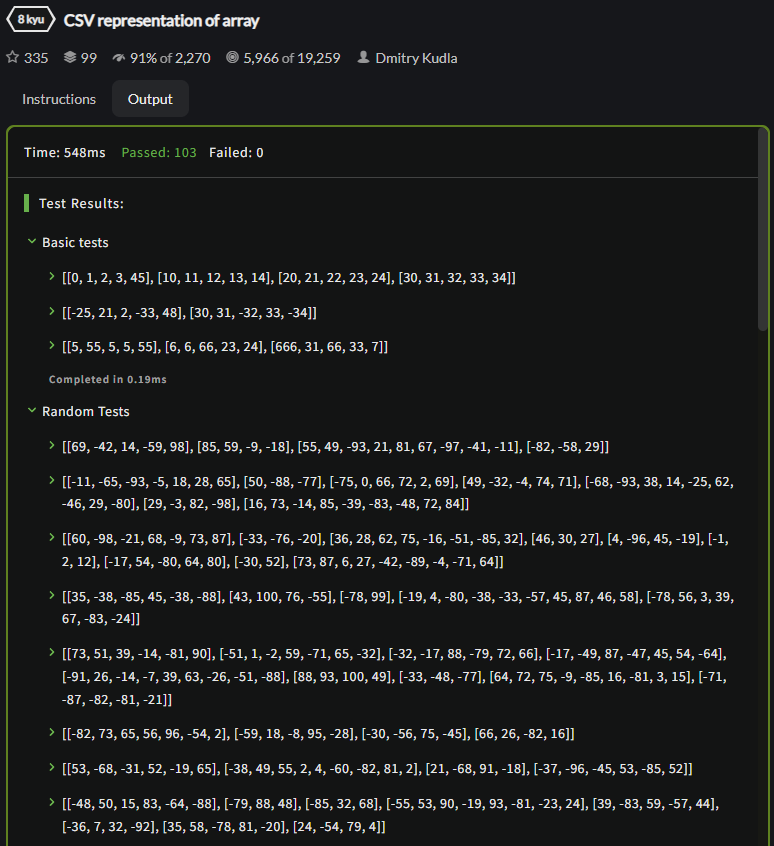 8 kyu CSV representation of array
335 99 91% of 2,270 5,966 of 19,259 Dmitry Kudla
Instructions Output
Time: 548ms Passed: 103 Failed: 0
Test Results:
Basic tests
[[0, 1, 2, 3, 45], [10, 11, 12, 13, 14], [20, 21, 22, 23, 24], [30, 31, 32, 33, 34]]
[[-25, 21, 2, -33, 48], [30, 31, -32, 33, -34]]
[[5, 55, 5, 5, 55], [6, 6, 66, 23, 24], [666, 31, 66, 33, 7]]
Completed in 0.19ms
Random Tests
[[69, -42, 14, -59, 98], [85, 59, -9, -18], [55, 49, -93, 21, 81, 67, -97, -41, -11], [-82, -58, 29]]
[[-11, -65, -93, -5, 18, 28, 65], [50, -88, -77], [-75, 0, 66, 72, 2, 69], [49, -32, -4, 74, 71], [-68, -93, 38, 14, -25, 62,
-46, 29, -80], [29, -3, 82, -98], [16, 73, -14, 85, -39, -83, -48, 72, 84]]
[[60, -98, -21, 68, -9, 73, 87], [-33, -76, -20], [36, 28, 62, 75, -16, -51, -85, 32], [46, 30, 27], [4, -96, 45, -19], [-1,
2, 12], [-17, 54, -80, 64, 80], [-30, 52], [73, 87, 6, 27, -42, -89, -4, -71, 64]]
[[35, -38, -85, 45, -38, -88], [43, 100, 76, -55], [-78, 99], [-19, 4, -80, -38, -33, -57, 45, 87, 46, 58], [-78, 56, 3, 39,
67, -83, -24]]
[[73, 51, 39, -14, -81, 90], [-51, 1, -2, 59, -71, 65, -32], [-32, -17, 88, -79, 72, 66], [-17, -49, 87, -47, 45, 54, -64],
[-91, 26, -14, -7, 39, 63, -26, -51, -88], [88, 93, 100, 49], [-33, -48, -77], [64, 72, 75, -9, -85, 16, -81, 3, 15], [-71,
-87, -82, -81, -21]]
[[-82, 73, 65, 56, 96, -54, 2], [-59, 18, -8, 95, -28], [-30, -56, 75, -45], [66, 26, -82, 16]]
[[53, -68, -31, 52, -19, 65], [-38, 49, 55, 2, 4, -60, -82, 81, 2], [21, -68, 91, -18], [-37, -96, -45, 53, -85, 52]]
[[-48, 50, 15, 83, -64, -88], [-79, 88, 48], [-85, 32, 68], [-55, 53, 90, -19, 93, -81, -23, 24], [39, -83, 59, -57, 44],
[-36, 7, 32, -92], [35, 58, -78, 81, -20], [24, -54, 79, 4]]